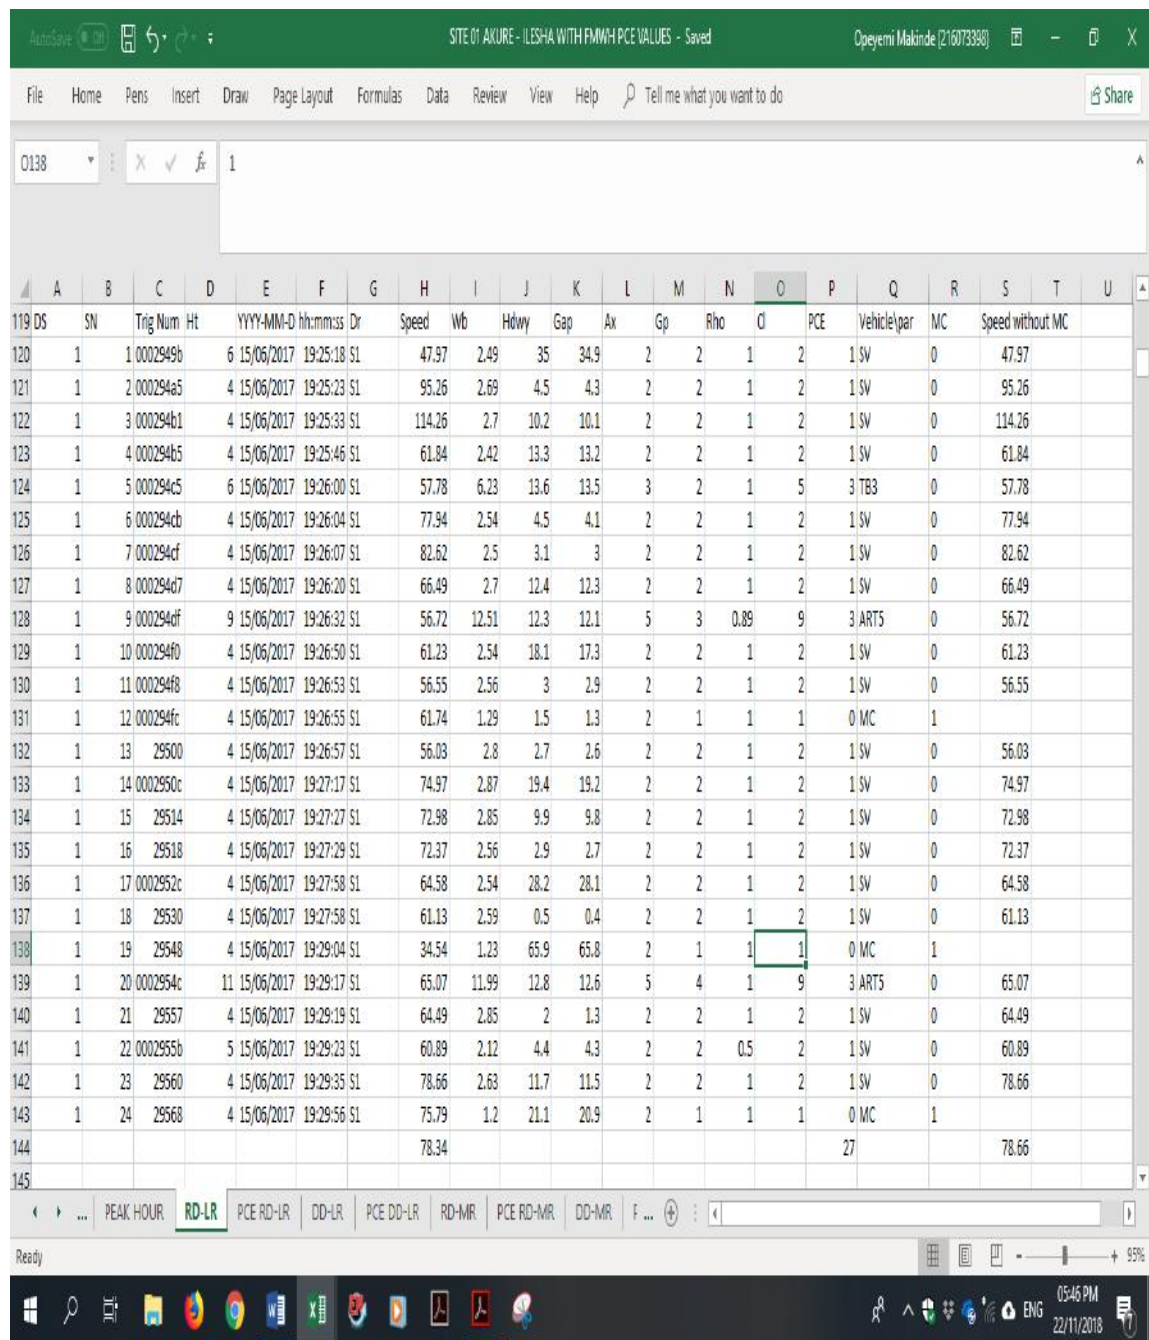 AutoSave Off SITE 01 AKURE - ILESHA WITH FMWH PCE VALUES - Saved Opeyemi Makinde [216073398]
File Home Pens Insert Draw Page Layout Formulas Data Review View Help Tell me what you want to do Share
O138 fx 1
A B C D E F G H I J K L M N O P Q R S T U
119 DS SN Trig Num Ht YYYY-MM-D hh:mm:ss Dr Speed Wb Hdwy Gap Ax Gp Rho Cl PCE Vehicle\par MC Speed without MC
120 1 1 0002949b 6 15/06/2017 19:25:18 S1 47.97 2.49 35 34.9 2 2 1 2 1 SV 0 47.97
121 1 2 000294a5 4 15/06/2017 19:25:23 S1 95.26 2.69 4.5 4.3 2 2 1 2 1 SV 0 95.26
122 1 3 000294b1 4 15/06/2017 19:25:33 S1 114.26 2.7 10.2 10.1 2 2 1 2 1 SV 0 114.26
123 1 4 000294b5 4 15/06/2017 19:25:46 S1 61.84 2.42 13.3 13.2 2 2 1 2 1 SV 0 61.84
124 1 5 000294c5 6 15/06/2017 19:26:00 S1 57.78 6.23 13.6 13.5 3 2 1 5 3 TB3 0 57.78
125 1 6 000294cb 4 15/06/2017 19:26:04 S1 77.94 2.54 4.5 4.1 2 2 1 2 1 SV 0 77.94
126 1 7 000294cf 4 15/06/2017 19:26:07 S1 82.62 2.5 3.1 3 2 2 1 2 1 SV 0 82.62
127 1 8 000294d7 4 15/06/2017 19:26:20 S1 66.49 2.7 12.4 12.3 2 2 1 2 1 SV 0 66.49
128 1 9 000294df 9 15/06/2017 19:26:32 S1 56.72 12.51 12.3 12.1 5 3 0.89 9 3 ART5 0 56.72
129 1 10 000294f0 4 15/06/2017 19:26:50 S1 61.23 2.54 18.1 17.3 2 2 1 2 1 SV 0 61.23
130 1 11 000294f8 4 15/06/2017 19:26:53 S1 56.55 2.56 3 2.9 2 2 1 2 1 SV 0 56.55
131 1 12 000294fc 4 15/06/2017 19:26:55 S1 61.74 1.29 1.5 1.3 2 1 1 1 0 MC 1
132 1 13 29500 4 15/06/2017 19:26:57 S1 56.03 2.8 2.7 2.6 2 2 1 2 1 SV 0 56.03
133 1 14 0002950c 4 15/06/2017 19:27:17 S1 74.97 2.87 19.4 19.2 2 2 1 2 1 SV 0 74.97
134 1 15 29514 4 15/06/2017 19:27:27 S1 72.98 2.85 9.9 9.8 2 2 1 2 1 SV 0 72.98
135 1 16 29518 4 15/06/2017 19:27:29 S1 72.37 2.56 2.9 2.7 2 2 1 2 1 SV 0 72.37
136 1 17 0002952c 4 15/06/2017 19:27:58 S1 64.58 2.54 28.2 28.1 2 2 1 2 1 SV 0 64.58
137 1 18 29530 4 15/06/2017 19:27:58 S1 61.13 2.59 0.5 0.4 2 2 1 2 1 SV 0 61.13
138 1 19 29548 4 15/06/2017 19:29:04 S1 34.54 1.23 65.9 65.8 2 1 1 1 0 MC 1
139 1 20 0002954c 11 15/06/2017 19:29:17 S1 65.07 11.99 12.8 12.6 5 4 1 9 3 ART5 0 65.07
140 1 21 29557 4 15/06/2017 19:29:19 S1 64.49 2.85 2 1.3 2 2 1 2 1 SV 0 64.49
141 1 22 0002955b 5 15/06/2017 19:29:23 S1 60.89 2.12 4.4 4.3 2 2 0.5 2 1 SV 0 60.89
142 1 23 29560 4 15/06/2017 19:29:35 S1 78.66 2.63 11.7 11.5 2 2 1 2 1 SV 0 78.66
143 1 24 29568 4 15/06/2017 19:29:56 S1 75.79 1.2 21.1 20.9 2 1 1 1 0 MC 1
144 78.34 27 78.66
145
... PEAK HOUR RD-LR PCE RD-LR DD-LR PCE DD-LR RD-MR PCE RD-MR DD-MR F ...
Ready 95%
ENG 05:46 PM
22/11/2018